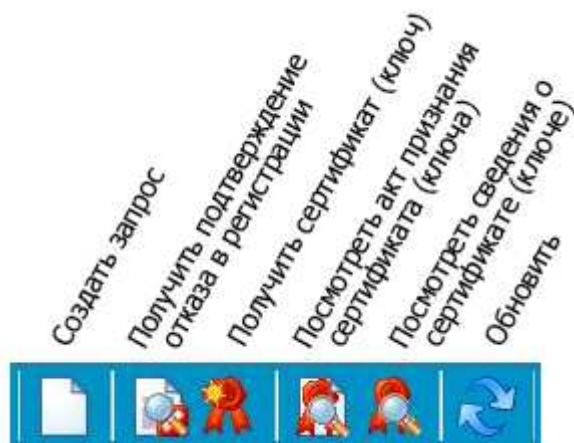 Создать запрос
Получить подтверждение
отказа в регистрации
Получить сертификат (ключ)
Посмотреть акт признания
сертификата (ключа)
Посмотреть сведения о
сертификате (ключе)
Обновить